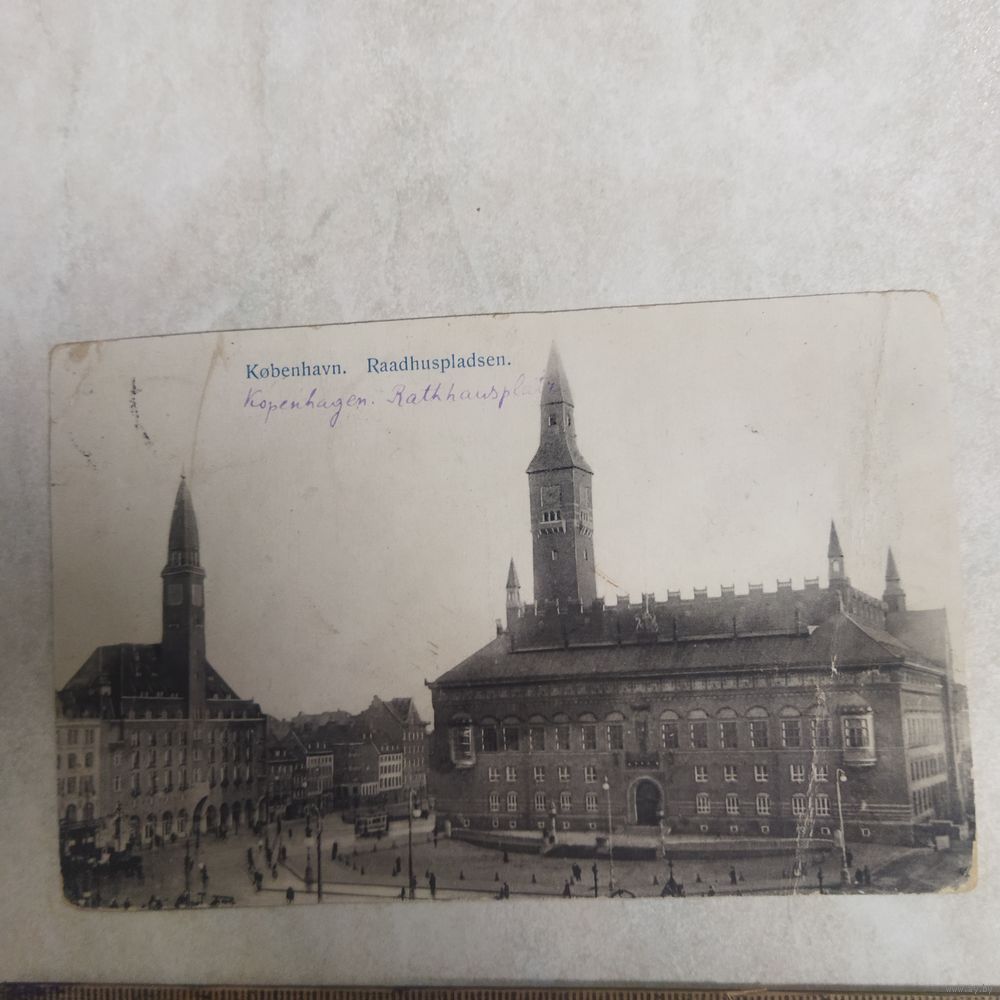 København. Raadhuspladsen.
Kopenhagen. Rathhausplatz